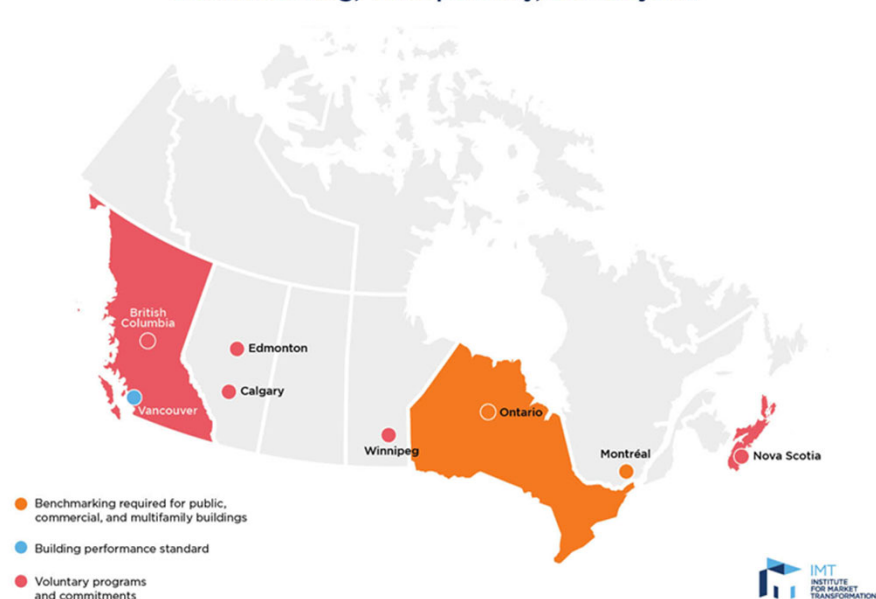 British
Columbia
Edmonton
Calgary
Vancouver
Ontario
Winnipeg
Montréal
Nova Scotia
Benchmarking required for public,
commercial, and multifamily buildings
Building performance standard
Voluntary programs
and commitments
IMT
INSTITUTE
FOR MARKET
TRANSFORMATION